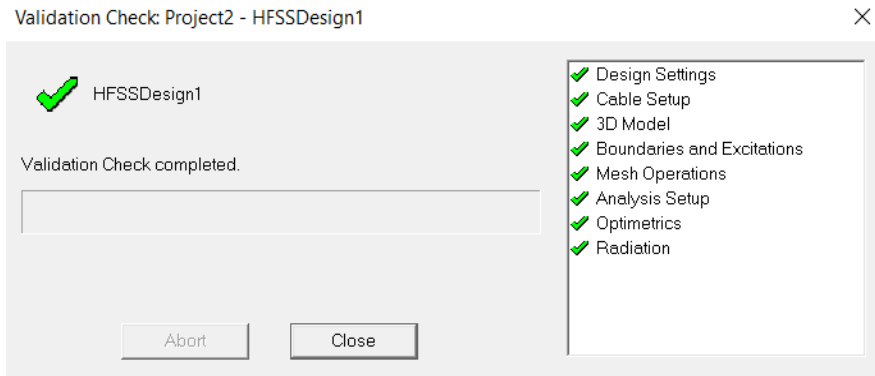 Validation Check: Project2 - HFSSDesign1
HFSSDesign1
Validation Check completed.
Abort
Close
Design Settings
Cable Setup
3D Model
Boundaries and Excitations
Mesh Operations
Analysis Setup
Optimetrics
Radiation